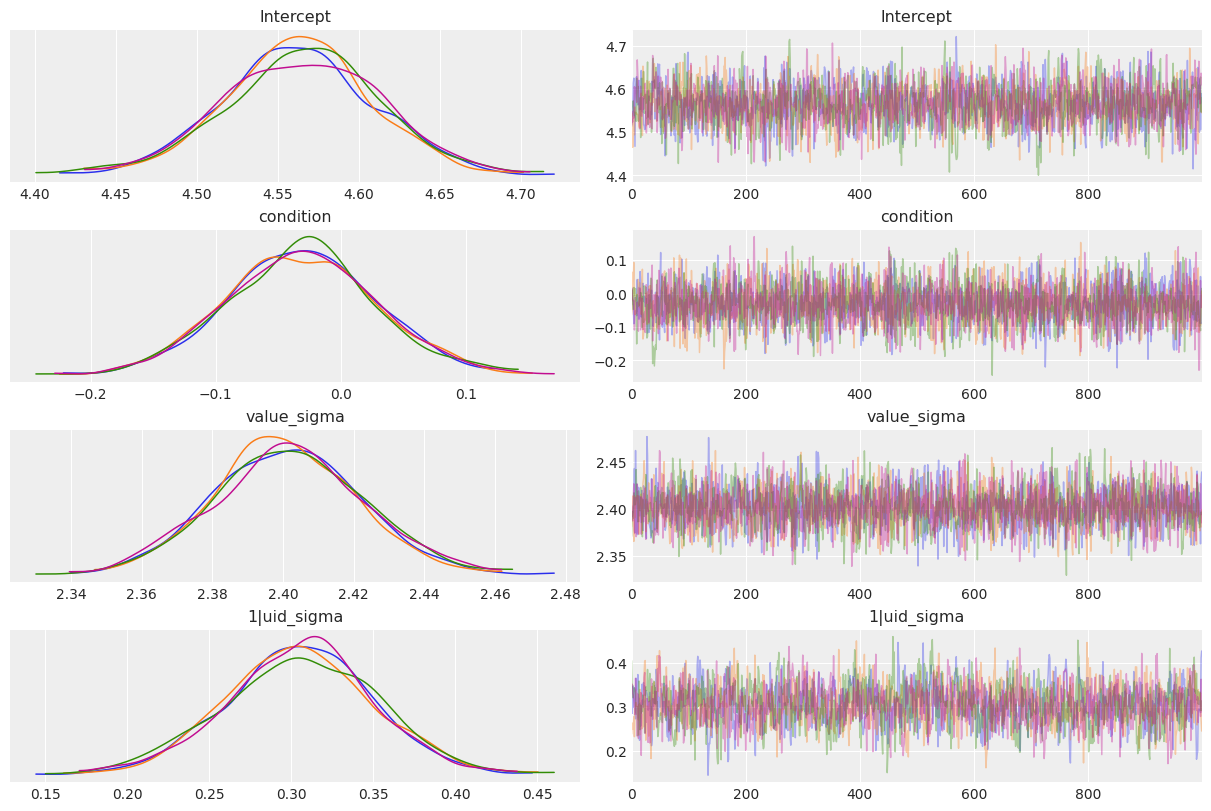 Intercept Intercept
4.7
4.6
4.5
4.4
4.40 4.45 4.50 4.55 4.60 4.65 4.70 0 200 400 600 800
condition condition
0.1
0.0
−0.1
−0.2
−0.2 −0.1 0.0 0.1 0 200 400 600 800
value_sigma value_sigma
2.45
2.40
2.35
2.34 2.36 2.38 2.40 2.42 2.44 2.46 2.48 0 200 400 600 800
1|uid_sigma 1|uid_sigma
0.4
0.3
0.2
0.15 0.20 0.25 0.30 0.35 0.40 0.45 0 200 400 600 800